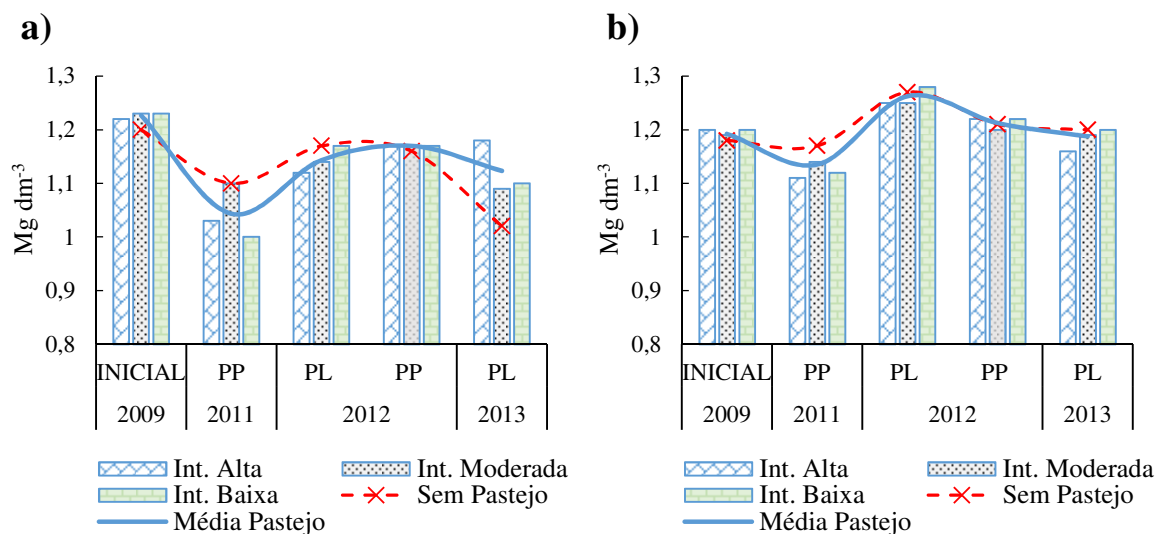 a)
1,3
1,2
1,1
1
0,9
0,8
Mg dm⁻³
INICIAL PP PL PP PL
2009 2011 2012 2013
Int. Alta Int. Moderada
Int. Baixa Sem Pastejo
Média Pastejo
b)
1,3
1,2
1,1
1
0,9
0,8
Mg dm⁻³
INICIAL PP PL PP PL
2009 2011 2012 2013
Int. Alta Int. Moderada
Int. Baixa Sem Pastejo
Média Pastejo